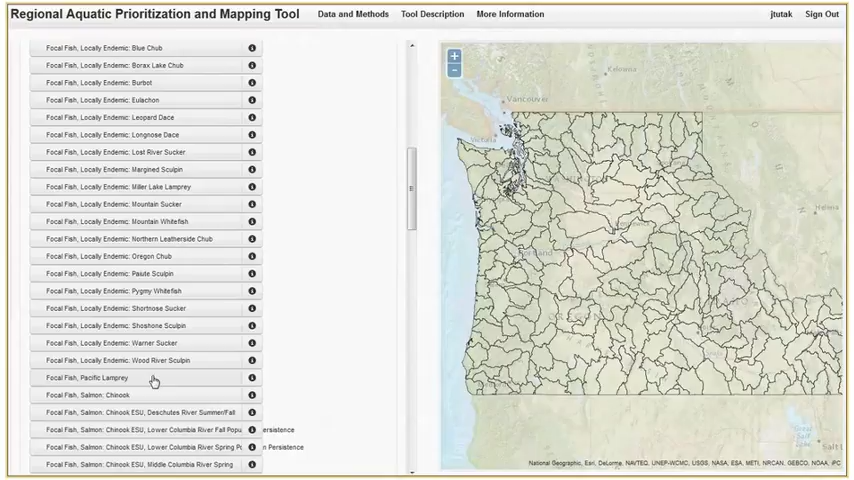 Regional Aquatic Prioritization and Mapping Tool
Data and Methods
Tool Description
More Information
jtutak
Sign Out
Focal Fish, Locally Endemic: Blue Chub
Focal Fish, Locally Endemic: Borax Lake Chub
Focal Fish, Locally Endemic: Burbot
Focal Fish, Locally Endemic: Eulachon
Focal Fish, Locally Endemic: Leopard Dace
Focal Fish, Locally Endemic: Longnose Dace
Focal Fish, Locally Endemic: Lost River Sucker
Focal Fish, Locally Endemic: Margined Sculpin
Focal Fish, Locally Endemic: Miller Lake Lamprey
Focal Fish, Locally Endemic: Mountain Sucker
Focal Fish, Locally Endemic: Mountain Whitefish
Focal Fish, Locally Endemic: Northern Leatherside Chub
Focal Fish, Locally Endemic: Oregon Chub
Focal Fish, Locally Endemic: Paiute Sculpin
Focal Fish, Locally Endemic: Pygmy Whitefish
Focal Fish, Locally Endemic: Shortnose Sucker
Focal Fish, Locally Endemic: Shoshone Sculpin
Focal Fish, Locally Endemic: Warner Sucker
Focal Fish, Locally Endemic: Wood River Sculpin
Focal Fish, Pacific Lamprey
Focal Fish, Salmon: Chinook
Focal Fish, Salmon: Chinook ESU, Deschutes River Summer/Fall
Focal Fish, Salmon: Chinook ESU, Lower Columbia River Fall Popu ersistence
Focal Fish, Salmon: Chinook ESU, Lower Columbia River Spring Po n Persistence
Focal Fish, Salmon: Chinook ESU, Middle Columbia River Spring
+
-
Kelowna
Vancouver
Victoria
Helena
Portland
Salt L
National Geographic, Esri, DeLorme, NAVTEQ, UNEP-WCMC, USGS, NASA, ESA, METI, NRCAN, GEBCO, NOAA, iPC